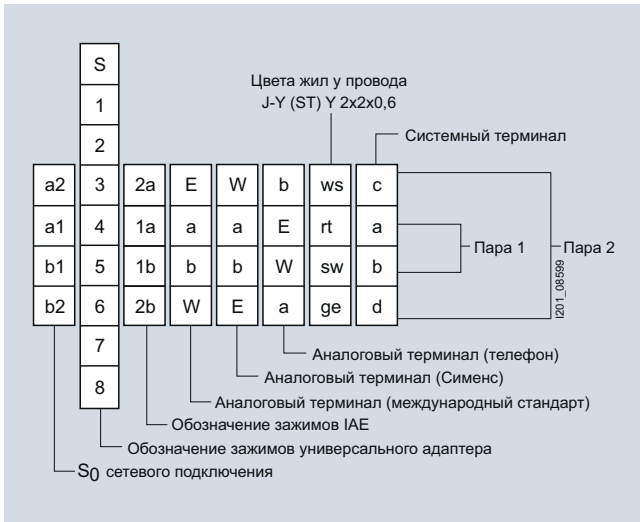 S
1
2
Цвета жил у провода
J-Y (ST) Y 2x2x0,6
Системный терминал
a2 3 2a E W b ws c
a1 4 1a a a E rt a
b1 5 1b b b W sw b
b2 6 2b W E a ge d
7
8
Пара 1
Пара 2
I201_08599
Аналоговый терминал (телефон)
Аналоговый терминал (Сименс)
Аналоговый терминал (международный стандарт)
Обозначение зажимов IAE
Обозначение зажимов универсального адаптера
S0 сетевого подключения